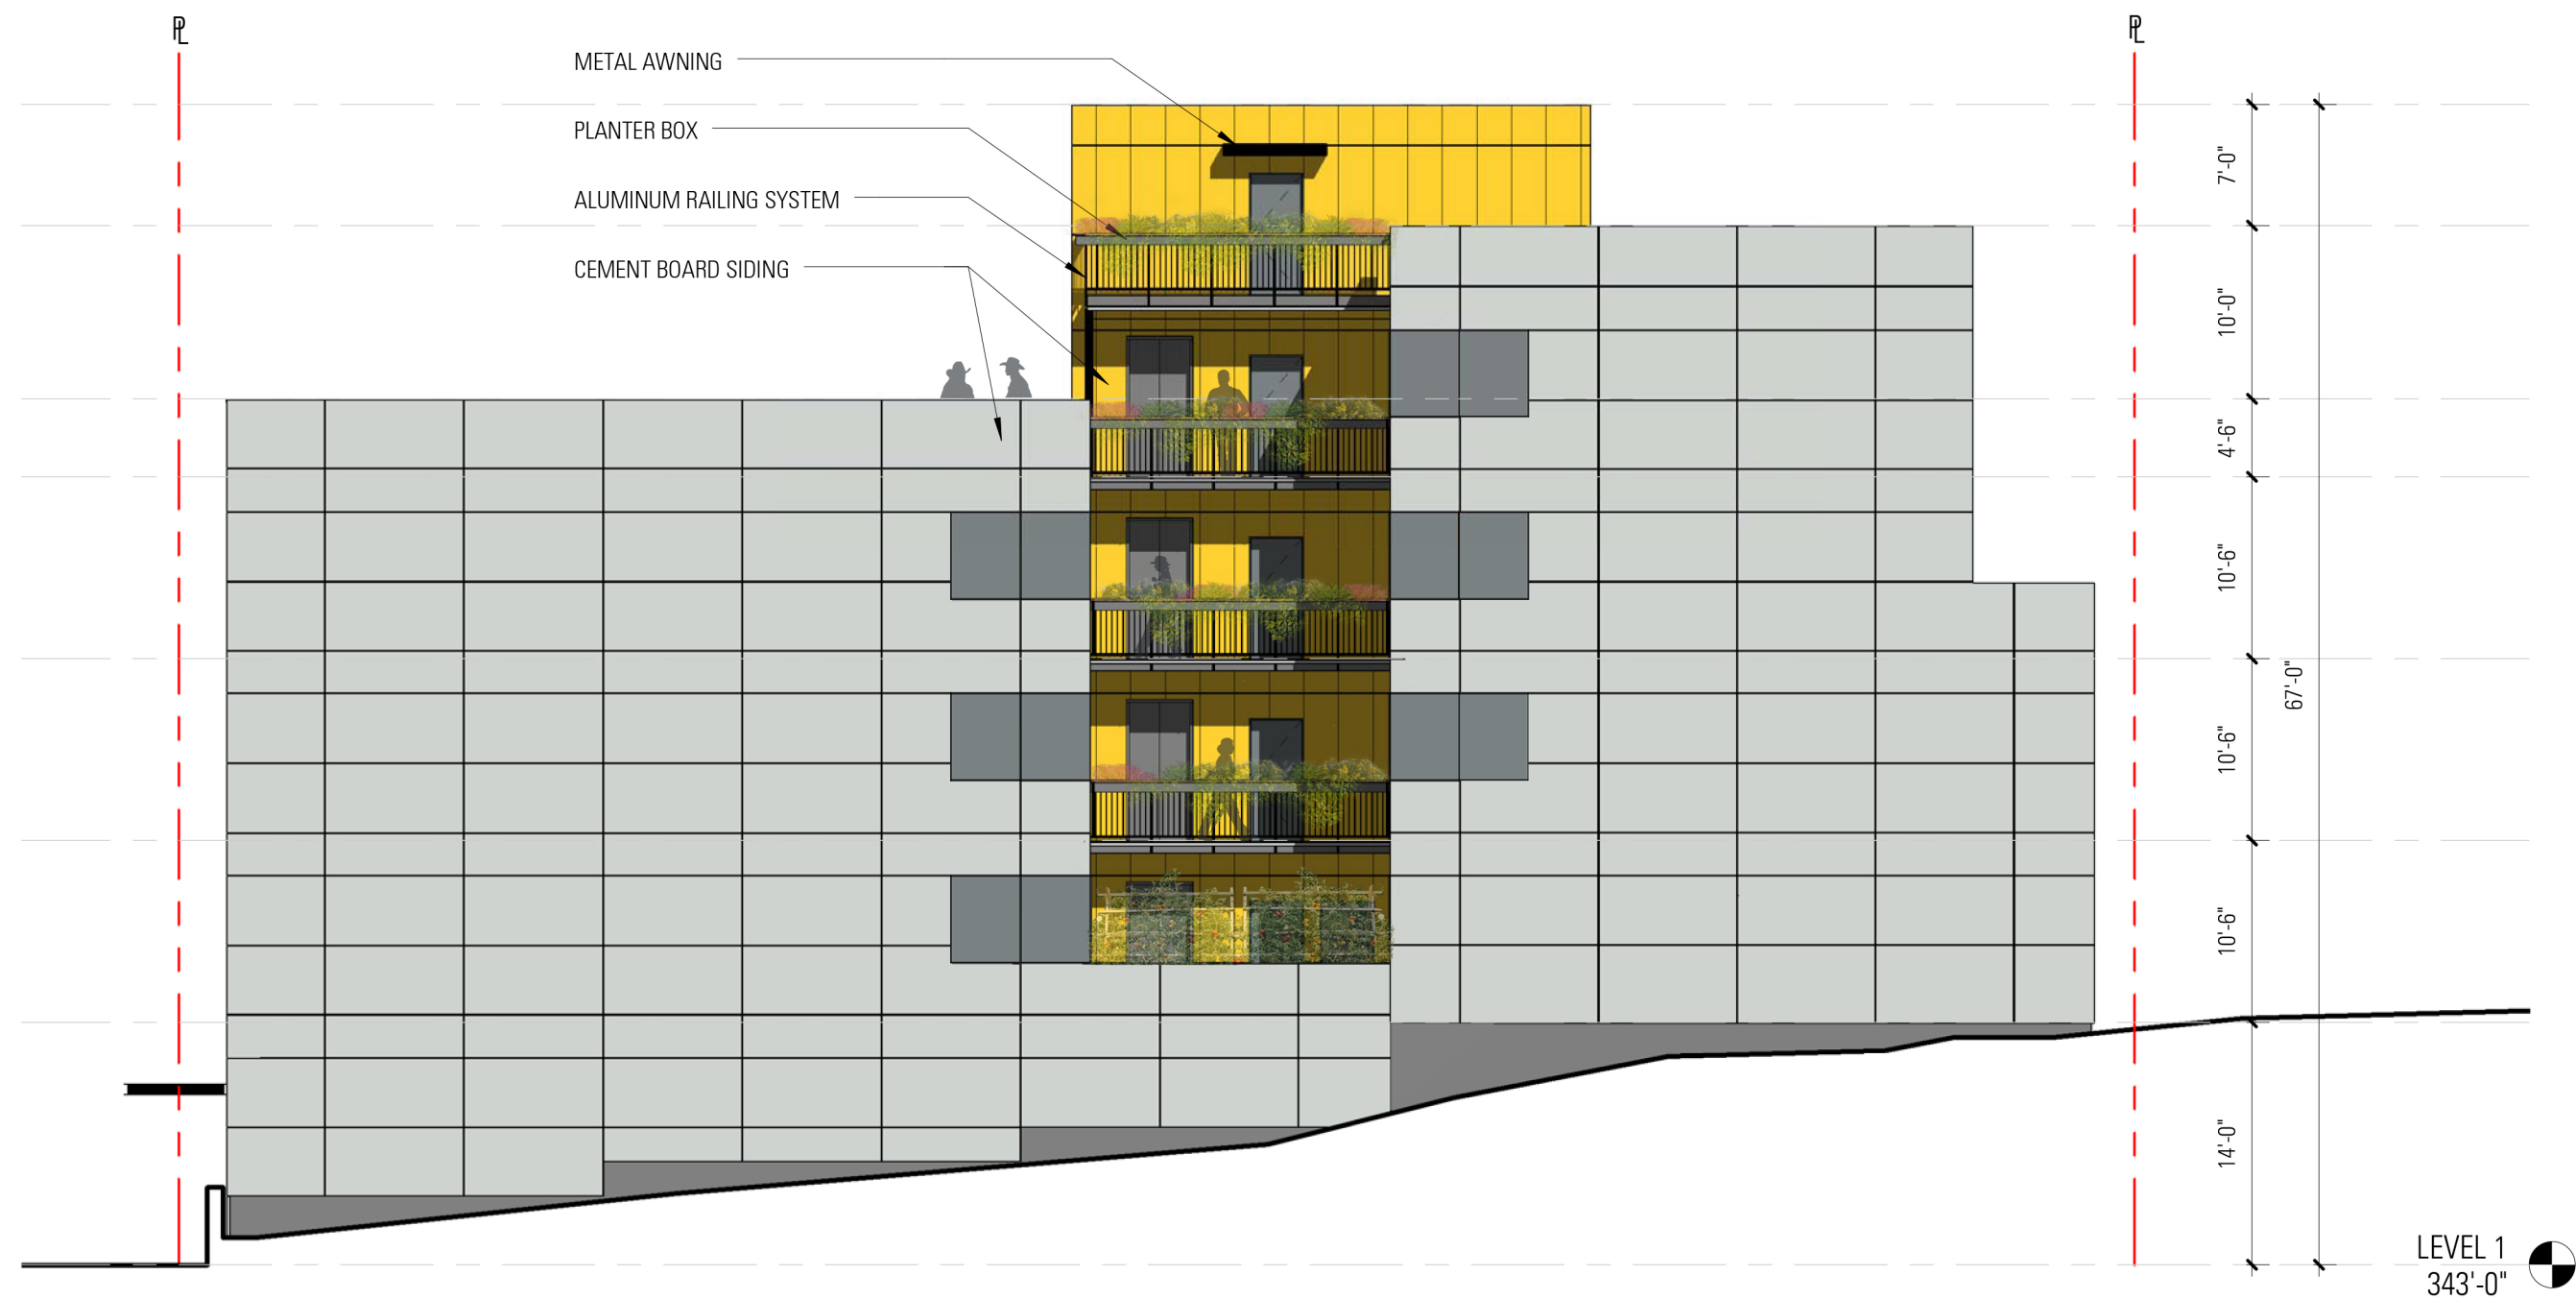 PL
PL
METAL AWNING
PLANTER BOX
ALUMINUM RAILING SYSTEM
CEMENT BOARD SIDING
7'-0"
10'-0"
4'-6"
10'-6"
10'-6"
10'-6"
14'-0"
67'-0"
LEVEL 1
343'-0"